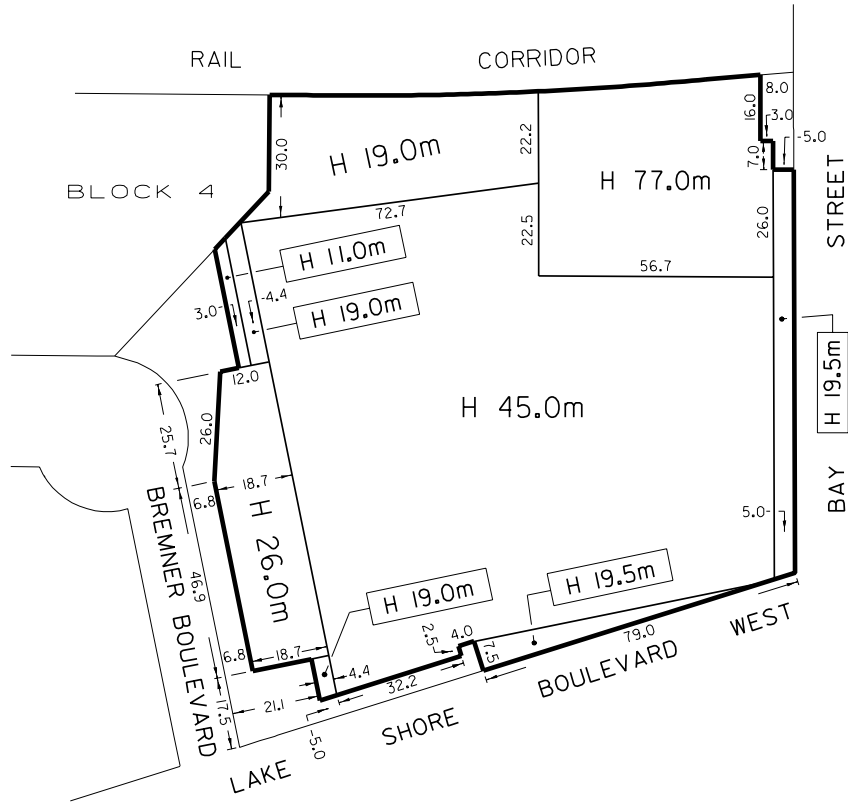 RAIL CORRIDOR
8.0
16.0
3.0
5.0
7.0
30.0
H 19.0m
22.2
H 77.0m
STREET
BLOCK 4
72.7
22.5
26.0
56.7
H 11.0m
4.4
3.0
H 19.0m
H 19.5m
12.0
H 45.0m
26.0
25.7
18.7
6.8
H 26.0m
5.0
BAY
BREMNER BOULEVARD
46.9
H 19.5m
H 19.0m
4.0
2.5
7.5
79.0
WEST
6.8
18.7
4.4
32.2
BOULEVARD
17.5
21.1
5.0
SHORE
LAKE